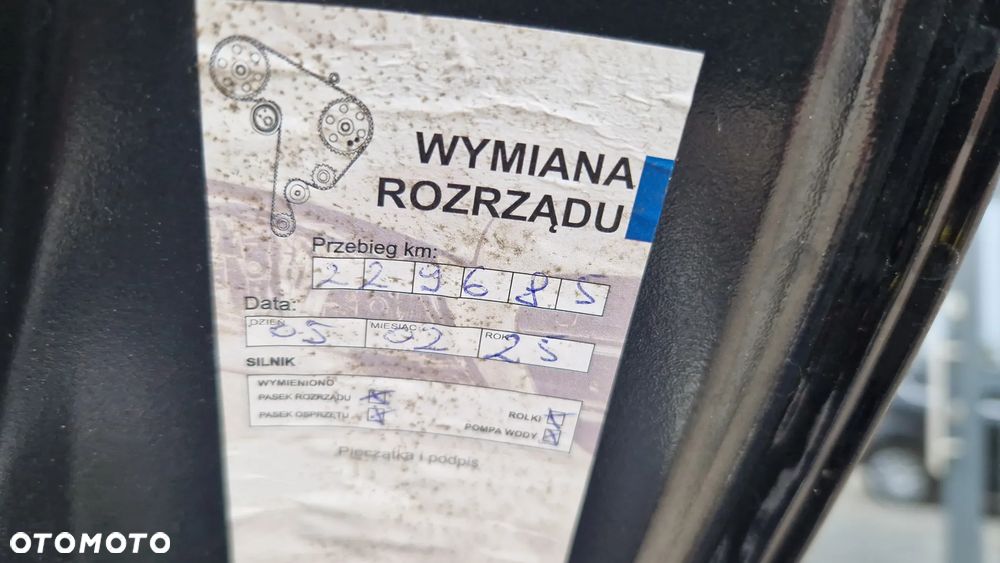 WYMIANA
ROZRZĄDU
Przebieg km:
229685
Data:
DZIEŃ 05 MIESIĄC 02 ROK 25
SILNIK
WYMIENIONO
PASEK ROZRZĄDU ROLKI
PASEK OSPRZĘTU POMPA WODY
Pieczątka i podpis
OTOMOTO